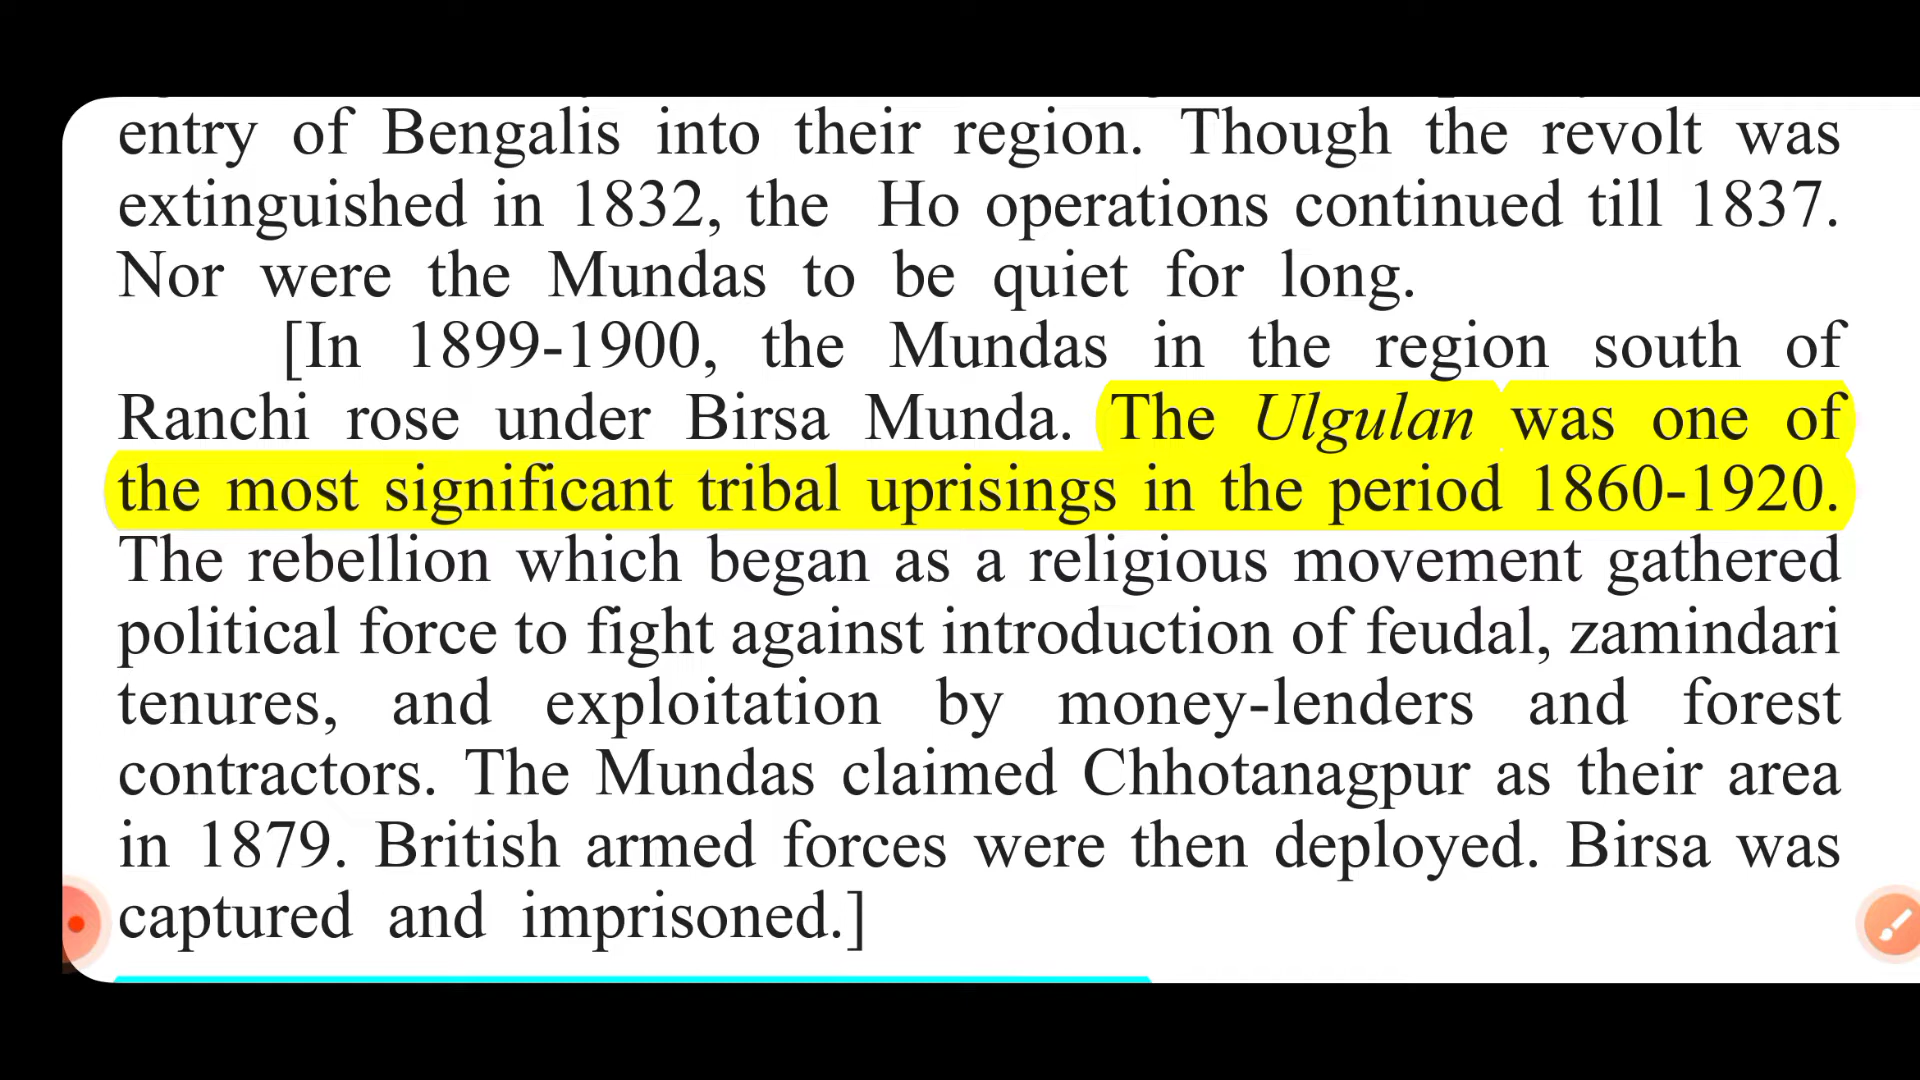 entry of Bengalis into their region. Though the revolt was
extinguished in 1832, the Ho operations continued till 1837.
Nor were the Mundas to be quiet for long.
[In 1899-1900, the Mundas in the region south of
Ranchi rose under Birsa Munda. The Ulgulan was one of
the most significant tribal uprisings in the period 1860-1920.
The rebellion which began as a religious movement gathered
political force to fight against introduction of feudal, zamindari
tenures, and exploitation by money-lenders and forest
contractors. The Mundas claimed Chhotanagpur as their area
in 1879. British armed forces were then deployed. Birsa was
captured and imprisoned.]